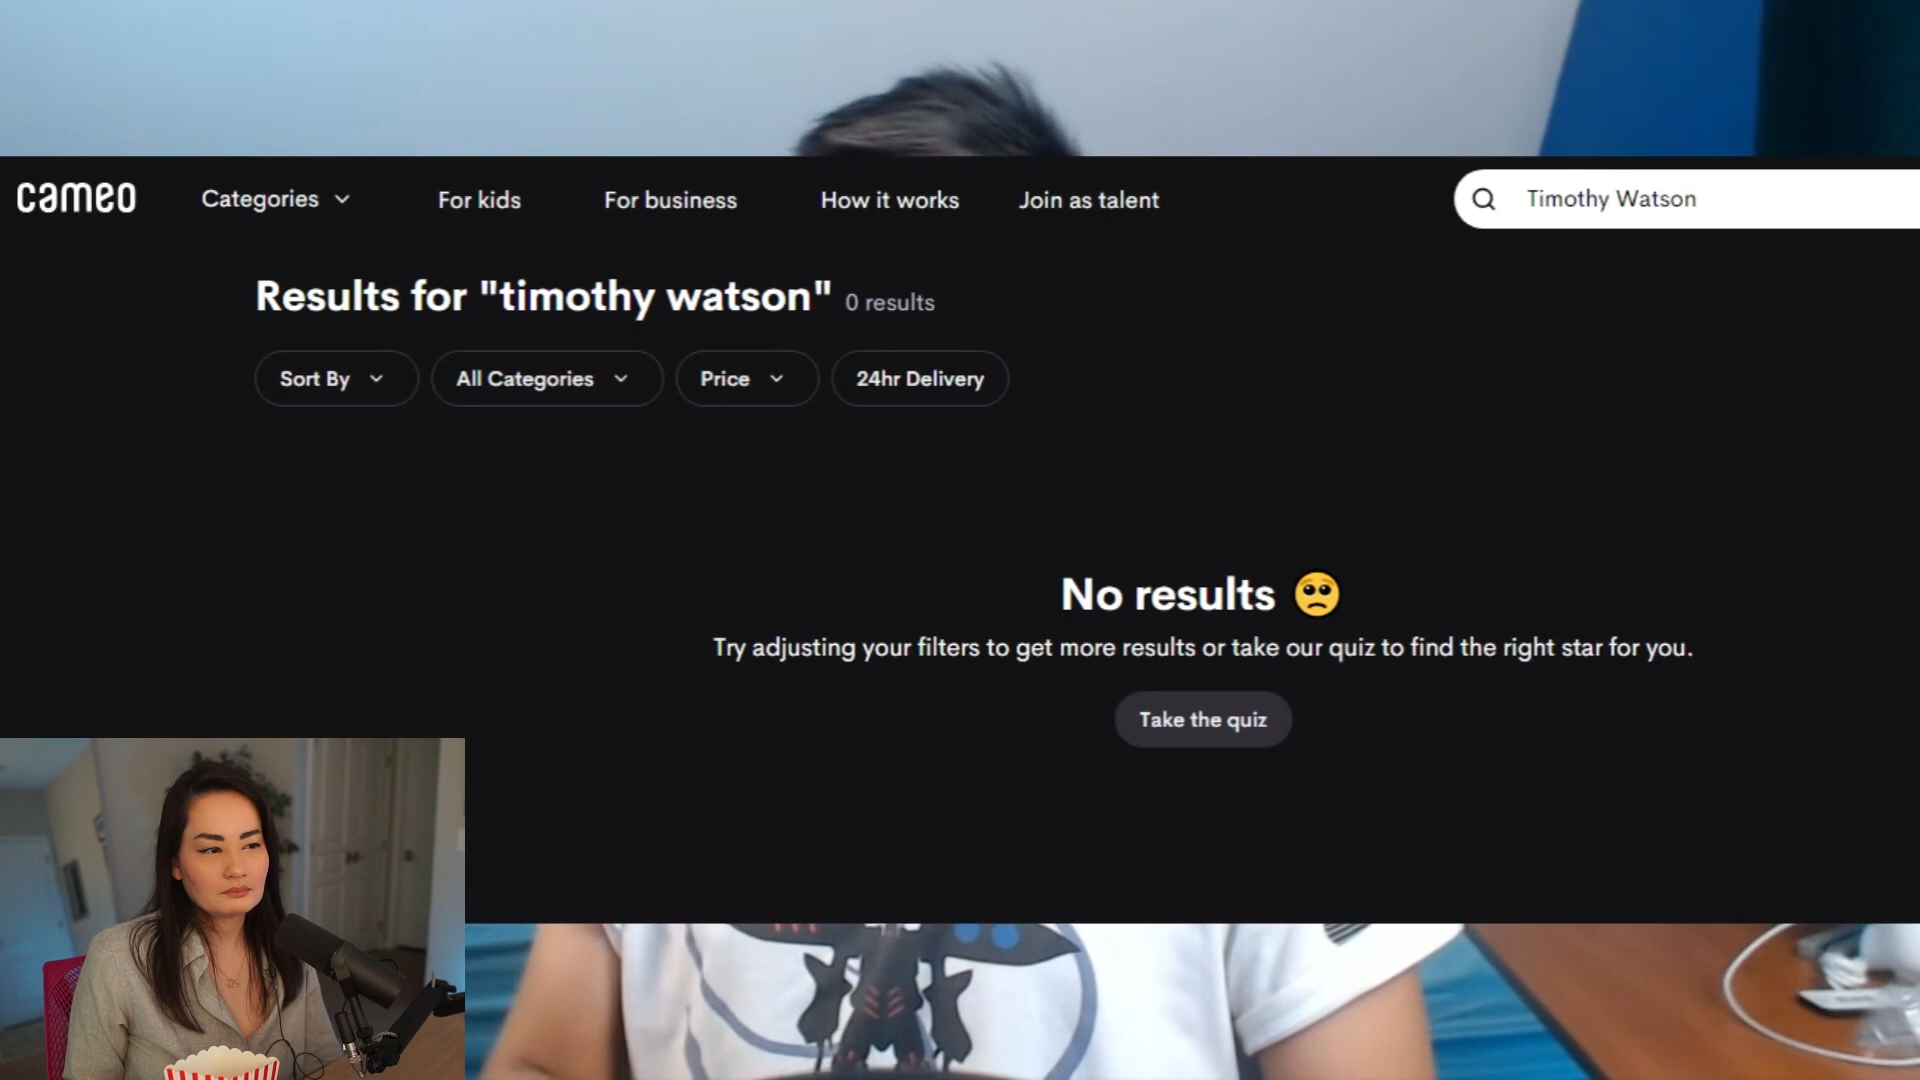 cameo
Categories
For kids
For business
How it works
Join as talent
Timothy Watson
Results for "timothy watson" 0 results
Sort By
All Categories
Price
24hr Delivery
No results 🥺
Try adjusting your filters to get more results or take our quiz to find the right star for you.
Take the quiz